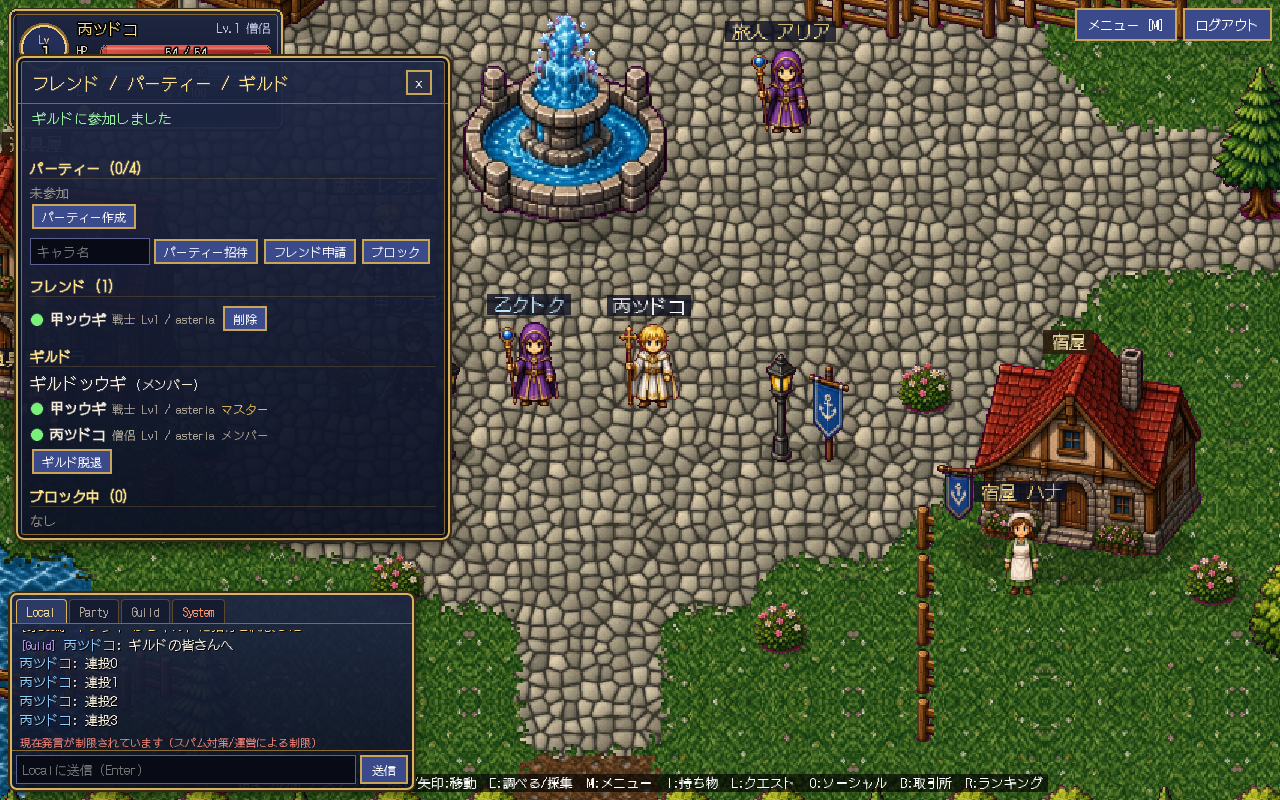 Lv
1
丙ツドコ Lv.1 僧侶
HP 54 / 54
フレンド / パーティー / ギルド x
ギルドに参加しました
パーティー (0/4)
未参加
パーティー作成
キャラ名 パーティー招待 フレンド申請 ブロック
フレンド (1)
甲ツウギ 戦士 Lv1 / asteria 削除
ギルド
ギルドツウギ (メンバー)
甲ツウギ 戦士 Lv1 / asteria マスター
丙ツドコ 僧侶 Lv1 / asteria メンバー
ギルド脱退
ブロック中 (0)
なし
旅人 アリア
メニュー [M] ログアウト
乙クトク
丙ツドコ
宿屋
宿屋 ハナ
Local Party Guild System
[Guild] 丙ツドコ: ギルドの皆さんへ
丙ツドコ: 連投0
丙ツドコ: 連投1
丙ツドコ: 連投2
丙ツドコ: 連投3
現在発言が制限されています (スパム対策/運営による制限)
Localに送信 (Enter) 送信
矢印:移動 E:調べる/採集 M:メニュー I:持ち物 L:クエスト O:ソーシャル B:取引所 R:ランキング